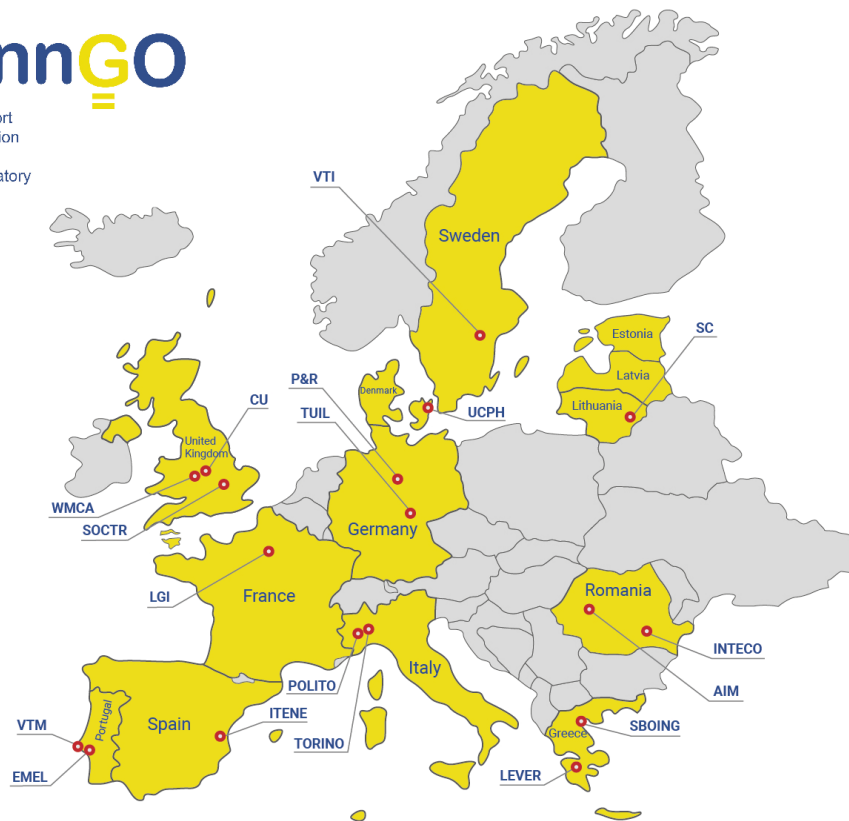 nnGO
ort
ion
atory
VTI
Sweden
Estonia
SC
Latvia
P&R
Denmark
CU
TUIL
UCPH
Lithuania
United
Kingdom
WMCA
SOCTR
Germany
LGI
France
Romania
INTECO
POLITO
Italy
AIM
ITENE
Portugal
Spain
VTM
TORINO
Greece
SBOING
EMEL
LEVER